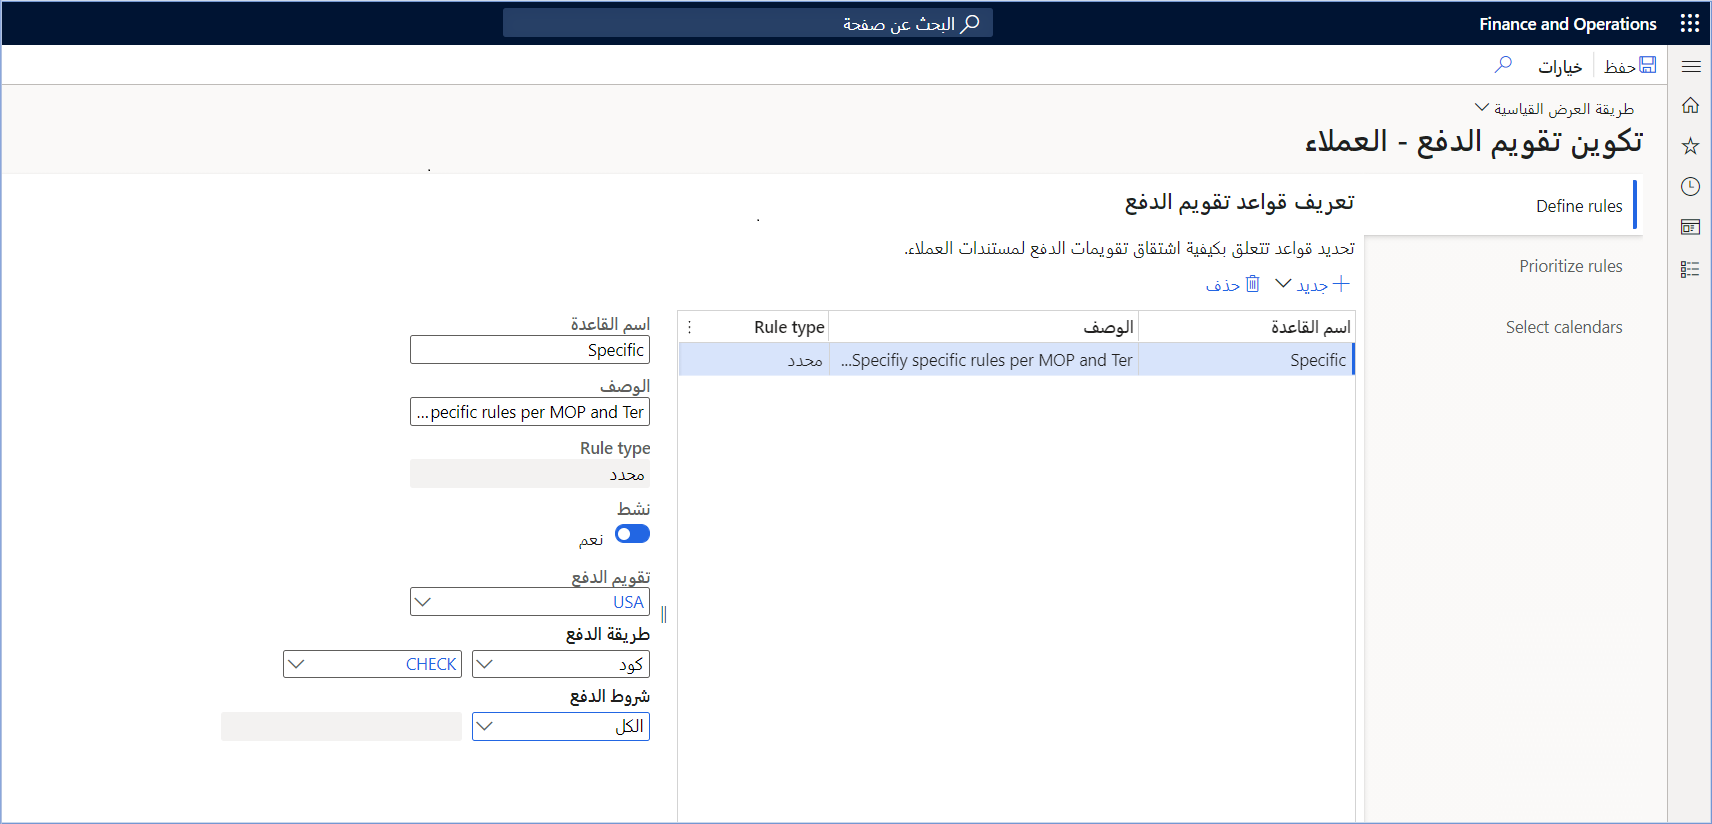 Finance and Operations
البحث عن صفحة
حفظ
خيارات
طريقة العرض القياسية
تكوين تقويم الدفع - العملاء
Define rules
Prioritize rules
Select calendars
تعريف قواعد تقويم الدفع
تحديد قواعد تتعلق بكيفية اشتقاق تقويمات الدفع لمستندات العملاء.
جديد
حذف
اسم القاعدة
الوصف
Rule type
Specific
Specifiy specific rules per MOP and Ter...
محدد
اسم القاعدة
Specific
الوصف
pecific rules per MOP and Ter...
Rule type
محدد
نشط
نعم
تقويم الدفع
USA
طريقة الدفع
كود
CHECK
شروط الدفع
الكل